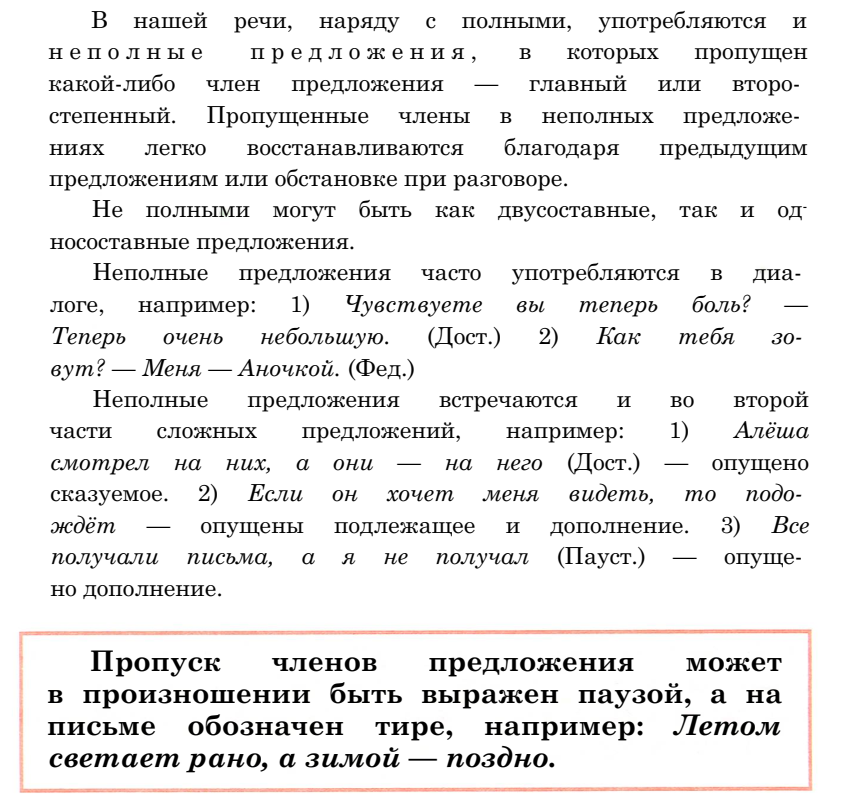 В нашей речи, наряду с полными, употребляются и
неполные предложения, в которых пропущен
какой-либо член предложения — главный или второ-
степенный. Пропущенные члены в неполных предложе-
ниях легко восстанавливаются благодаря предыдущим
предложениям или обстановке при разговоре.
Не полными могут быть как двусоставные, так и од-
носоставные предложения.
Неполные предложения часто употребляются в диа-
логе, например: 1) Чувствуете вы теперь боль? —
Теперь очень небольшую. (Дост.) 2) Как тебя зо-
вут? — Меня — Аночкой. (Фед.)
Неполные предложения встречаются и во второй
части сложных предложений, например: 1) Алёша
смотрел на них, а они — на него (Дост.) — опущено
сказуемое. 2) Если он хочет меня видеть, то подо-
ждёт — опущены подлежащее и дополнение. 3) Все
получали письма, а я не получал (Пауст.) — опуще-
но дополнение.
Пропуск членов предложения может
в произношении быть выражен паузой, а на
письме обозначен тире, например: Летом
светает рано, а зимой — поздно.